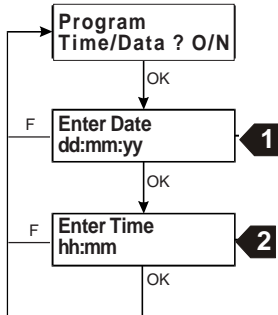 Program
Time/Data ? O/N
OK
F
Enter Date
dd:mm:yy
1
OK
F
Enter Time
hh:mm
2
OK